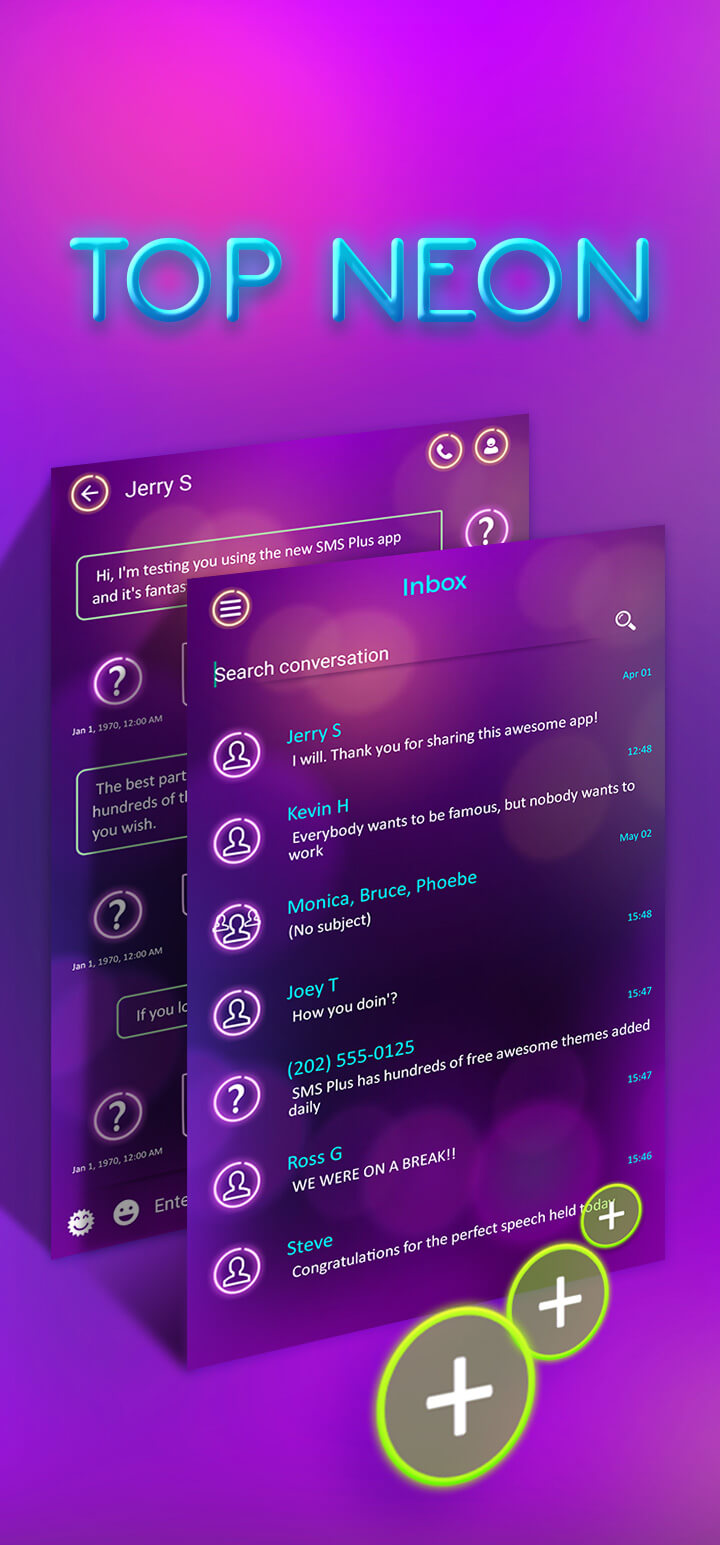 TOP NEON
Jerry S
Hi, I'm testing you using the new SMS Plus app
and it's
Jan 1, 1970, 12:00 AM
The best part
hundreds of
you wish.
Jan 1, 1970, 12:00 AM
If you
Jan 1, 1970, 12:00 AM
Inbox
Search conversation
Apr 01
Jerry S
I will. Thank you for sharing this awesome app!
12:48
Kevin H
Everybody wants to be famous, but nobody wants to
work
May 02
Monica, Bruce, Phoebe
(No subject)
15:48
Joey T
How you doin'?
15:47
(202) 555-0125
SMS Plus has hundreds of free awesome themes added
daily
15:47
Ross G
WE WERE ON A BREAK!!
15:46
Steve
Congratulations for the perfect speech held today